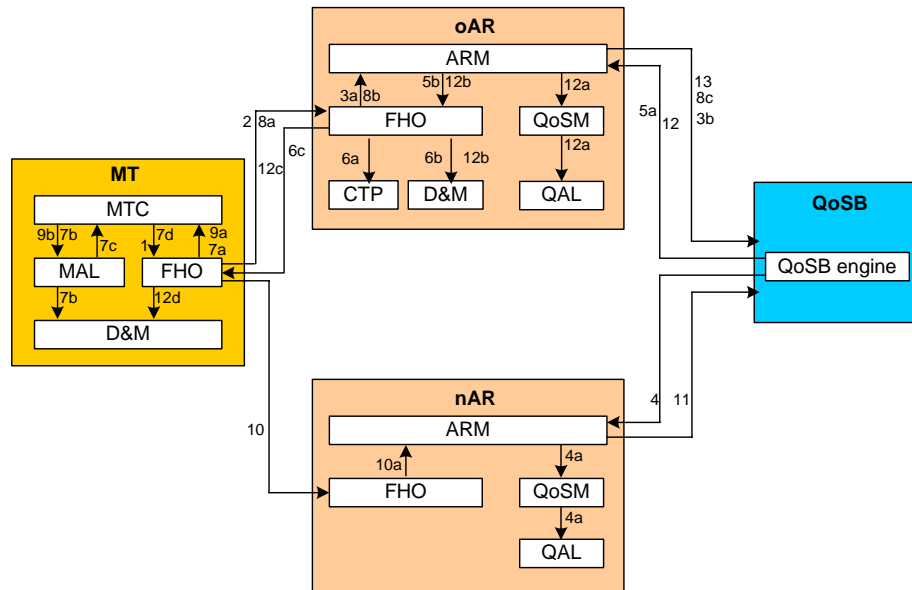 oAR
ARM
3a 8b
5b 12b
12a
FHO
QoSM
6a
6b
12b
12a
CTP
D&M
QAL
2 8a
12c
6c
13
8c
3b
5a
12
MT
MTC
9b 7b
7c
1 7d
9a
7a
MAL
FHO
7b
12d
D&M
QoSB
QoSB engine
10
4
11
nAR
ARM
10a
4a
FHO
QoSM
4a
QAL